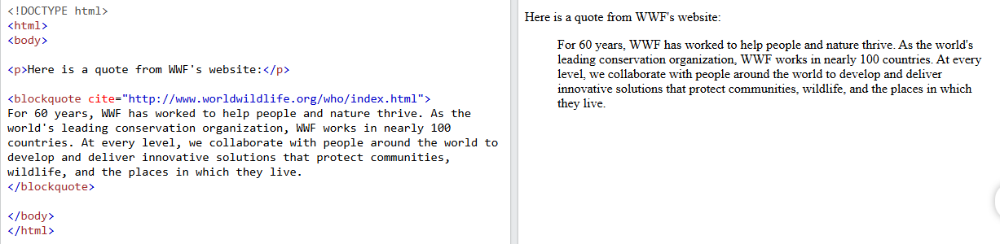 <!DOCTYPE html>
<html>
<body>
<p>Here is a quote from WWF's website:</p>
<blockquote cite="http://www.worldwildlife.org/who/index.html">
For 60 years, WWF has worked to help people and nature thrive. As the
world's leading conservation organization, WWF works in nearly 100
countries. At every level, we collaborate with people around the world to
develop and deliver innovative solutions that protect communities,
wildlife, and the places in which they live.
</blockquote>
</body>
</html>
Here is a quote from WWF's website:
For 60 years, WWF has worked to help people and nature thrive. As the world's
leading conservation organization, WWF works in nearly 100 countries. At every
level, we collaborate with people around the world to develop and deliver
innovative solutions that protect communities, wildlife, and the places in which
they live.